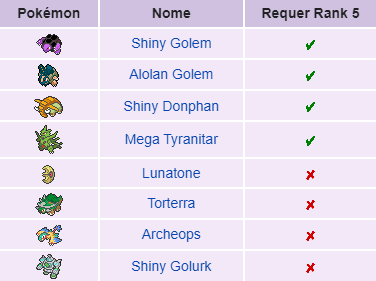 Pokémon Nome Requer Rank 5
Shiny Golem ✔
Alolan Golem ✔
Shiny Donphan ✔
Mega Tyranitar ✔
Lunatone ✘
Torterra ✘
Archeops ✘
Shiny Golurk ✘